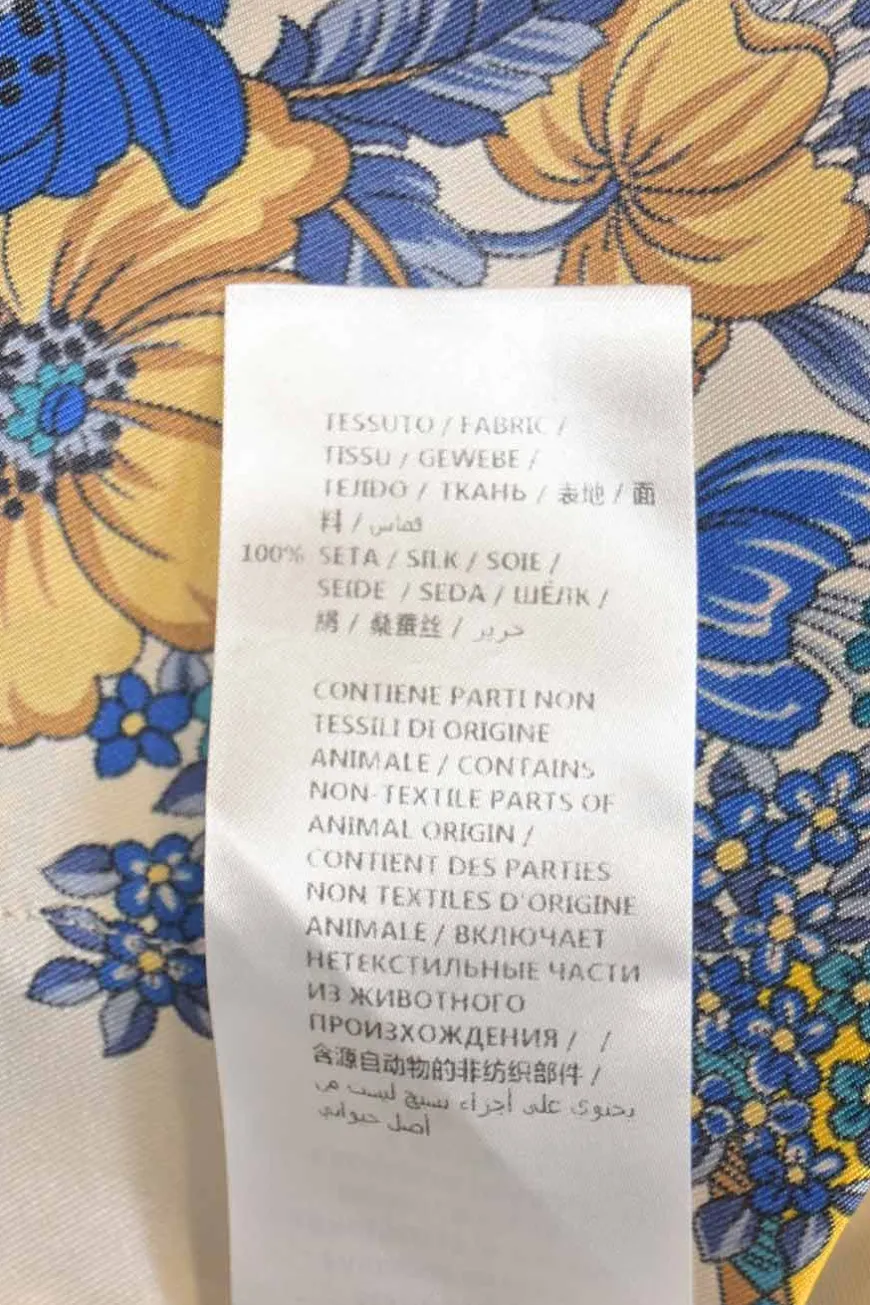 TESSUTO / FABRIC /
TISSU / GEWEBE /
TEJIDO / ТКАНЬ / 表地 / 面
料 / قماش
100% SETA / SILK / SOIE /
SEIDE / SEDA / ШЁЛК /
絹 / 桑蚕丝 / حرير
CONTIENE PARTI NON
TESSILI DI ORIGINE
ANIMALE / CONTAINS
NON-TEXTILE PARTS OF
ANIMAL ORIGIN /
CONTIENT DES PARTIES
NON TEXTILES D'ORIGINE
ANIMALE / ВКЛЮЧАЕТ
НЕТЕКСТИЛЬНЫЕ ЧАСТИ
ИЗ ЖИВОТНОГО
ПРОИЗХОЖДЕНИЯ / /
含源自动物的非纺织部件 /
يحتوي على أجزاء نسيج ليست من
أصل حيواني